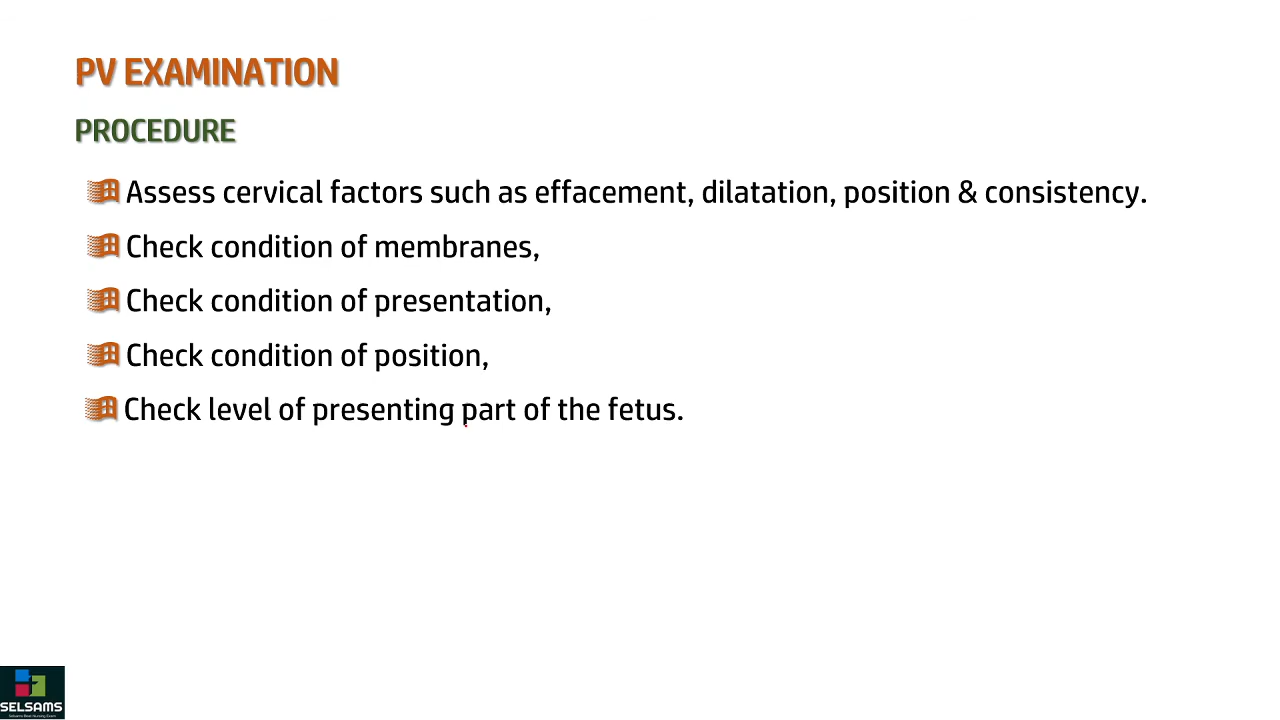 PV EXAMINATION
PROCEDURE
Assess cervical factors such as effacement, dilatation, position & consistency.
Check condition of membranes,
Check condition of presentation,
Check condition of position,
Check level of presenting part of the fetus.
SELSAMS